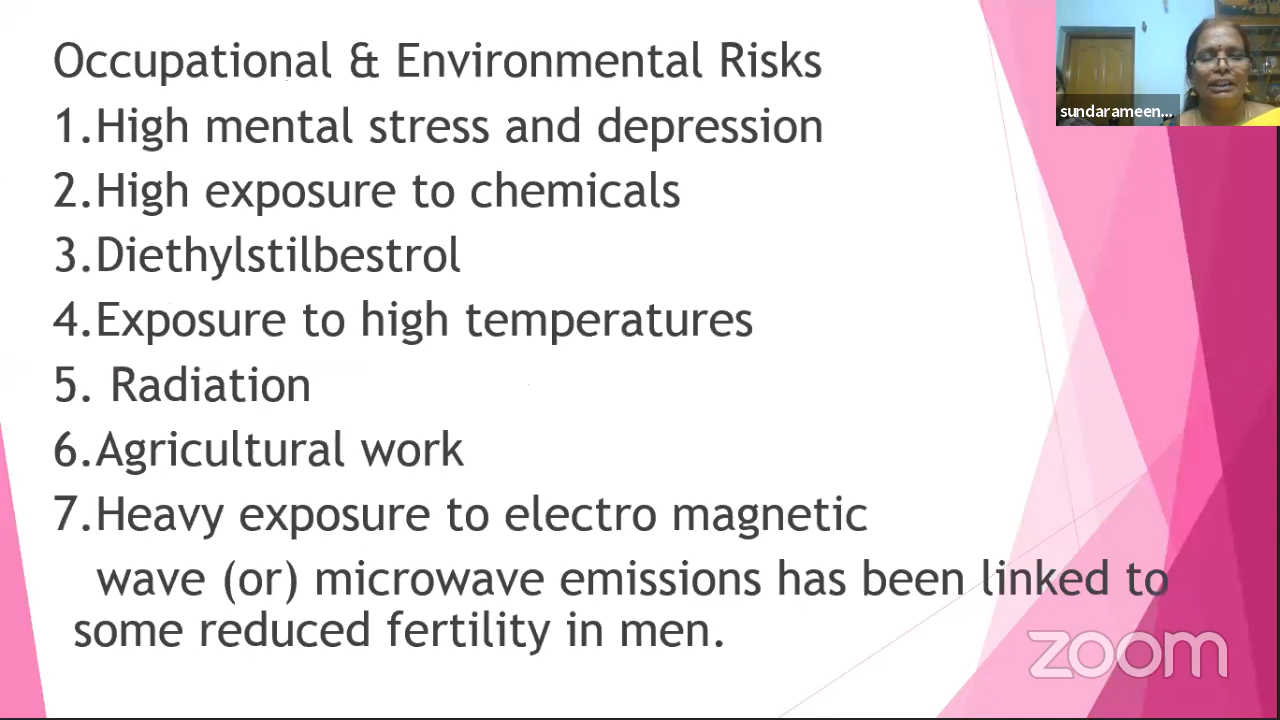 Occupational & Environmental Risks
1.High mental stress and depression
2.High exposure to chemicals
3.Diethylstilbestrol
4.Exposure to high temperatures
5. Radiation
6.Agricultural work
7.Heavy exposure to electro magnetic
wave (or) microwave emissions has been linked to
some reduced fertility in men.
sundarameen...
zoom